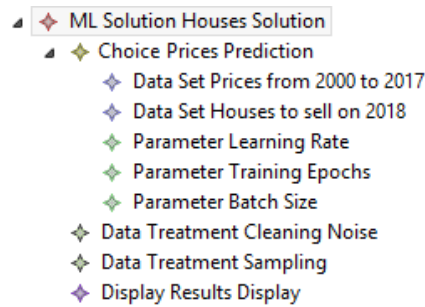 ML Solution Houses Solution
Choice Prices Prediction
Data Set Prices from 2000 to 2017
Data Set Houses to sell on 2018
Parameter Learning Rate
Parameter Training Epochs
Parameter Batch Size
Data Treatment Cleaning Noise
Data Treatment Sampling
Display Results Display